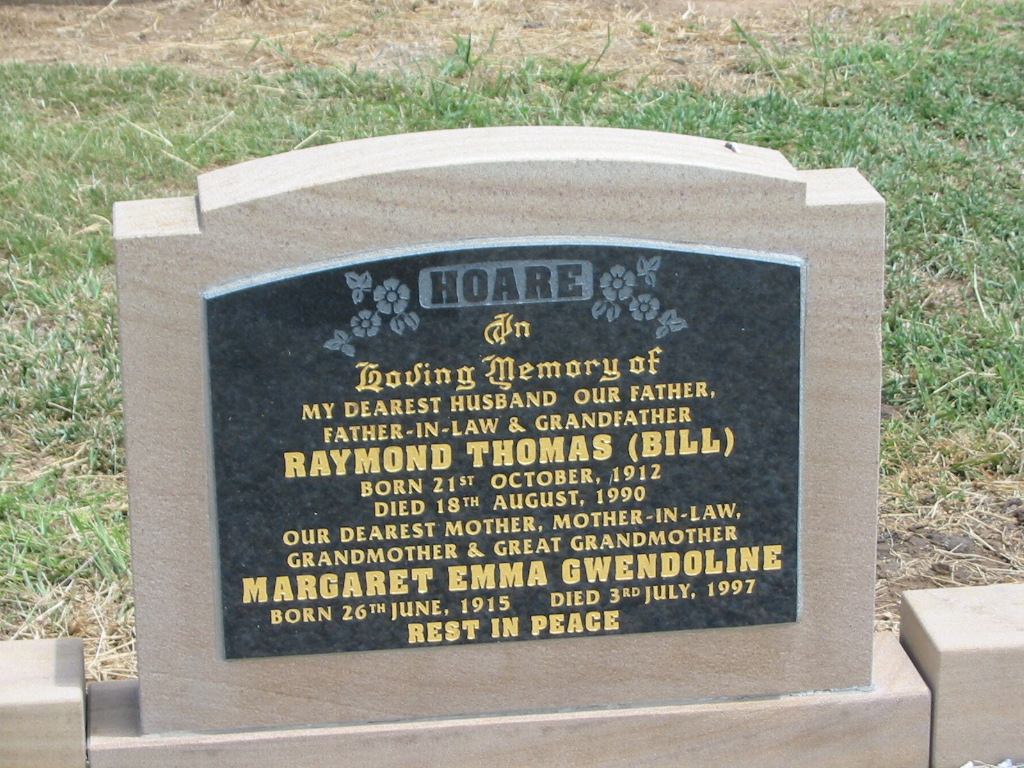 HOARE
In
Loving Memory of
MY DEAREST HUSBAND OUR FATHER,
FATHER-IN-LAW & GRANDFATHER
RAYMOND THOMAS (BILL)
BORN 21ST OCTOBER, 1912
DIED 18TH AUGUST, 1990
OUR DEAREST MOTHER, MOTHER-IN-LAW,
GRANDMOTHER & GREAT GRANDMOTHER
MARGARET EMMA GWENDOLINE
BORN 26TH JUNE, 1915 DIED 3RD JULY, 1997
REST IN PEACE